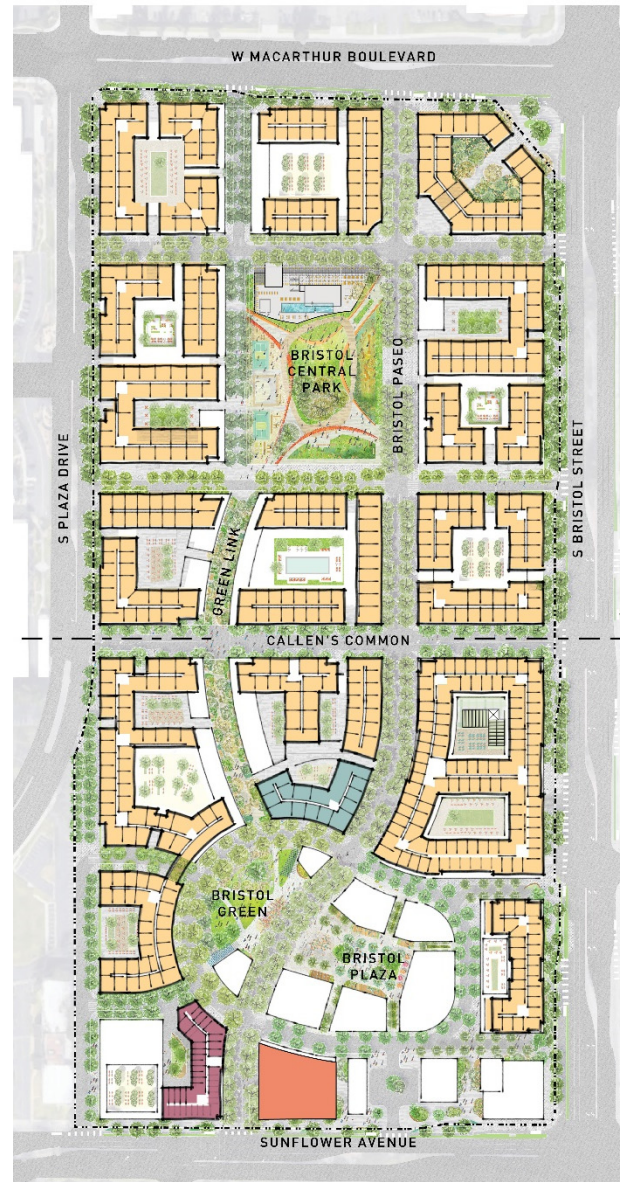 W MACARTHUR BOULEVARD
BRISTOL
CENTRAL
PARK
BRISTOL PASEO
S PLAZA DRIVE
S BRISTOL STREET
GREEN LINK
CALLEN'S COMMON
BRISTOL
GREEN
BRISTOL
PLAZA
SUNFLOWER AVENUE